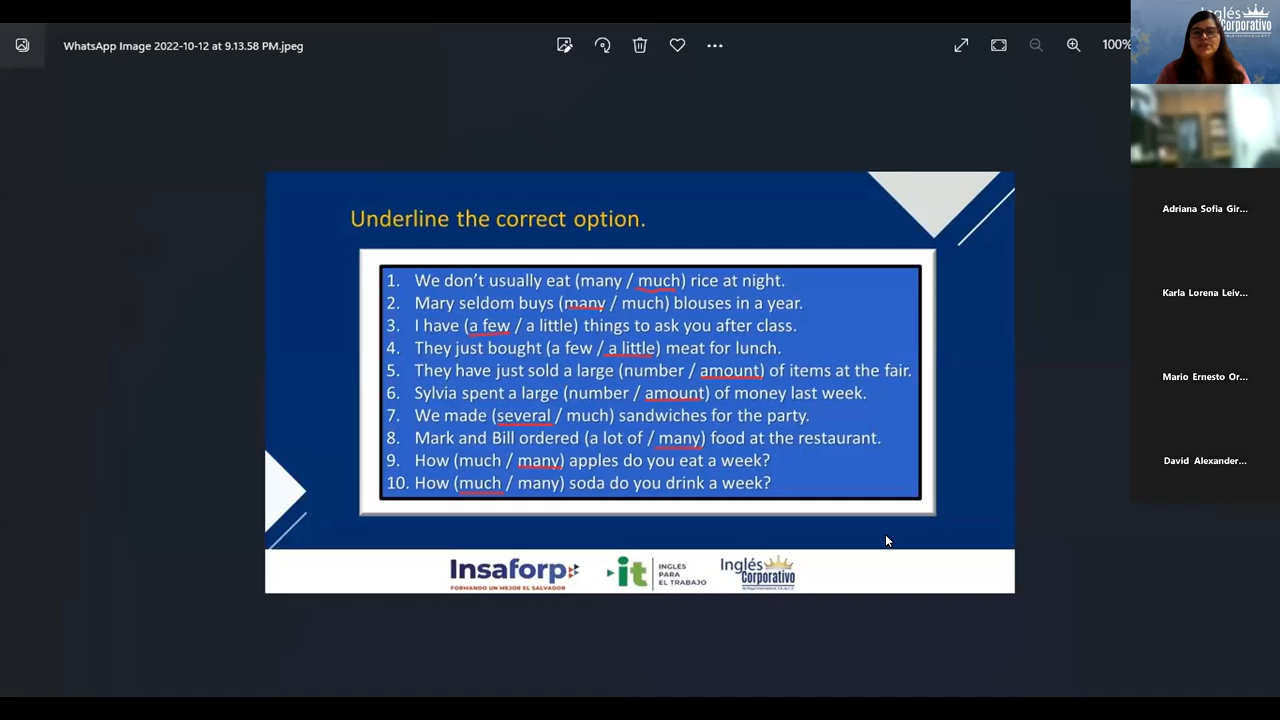 WhatsApp Image 2022-10-12 at 9.13.58 PM.jpeg
100%
Inglés
Corporativo
Underline the correct option.
1. We don't usually eat (many / much) rice at night.
2. Mary seldom buys (many / much) blouses in a year.
3. I have (a few / a little) things to ask you after class.
4. They just bought (a few / a little) meat for lunch.
5. They have just sold a large (number / amount) of items at the fair.
6. Sylvia spent a large (number / amount) of money last week.
7. We made (several / much) sandwiches for the party.
8. Mark and Bill ordered (a lot of / many) food at the restaurant.
9. How (much / many) apples do you eat a week?
10. How (much / many) soda do you drink a week?
Insaforp
FORMANDO UN MEJOR EL SALVADOR
it
INGLÉS
PARA
EL TRABAJO
Inglés
Corporativo
Adriana Sofia Gir...
Karla Lorena Leiv...
Mario Ernesto Or...
David Alexander...